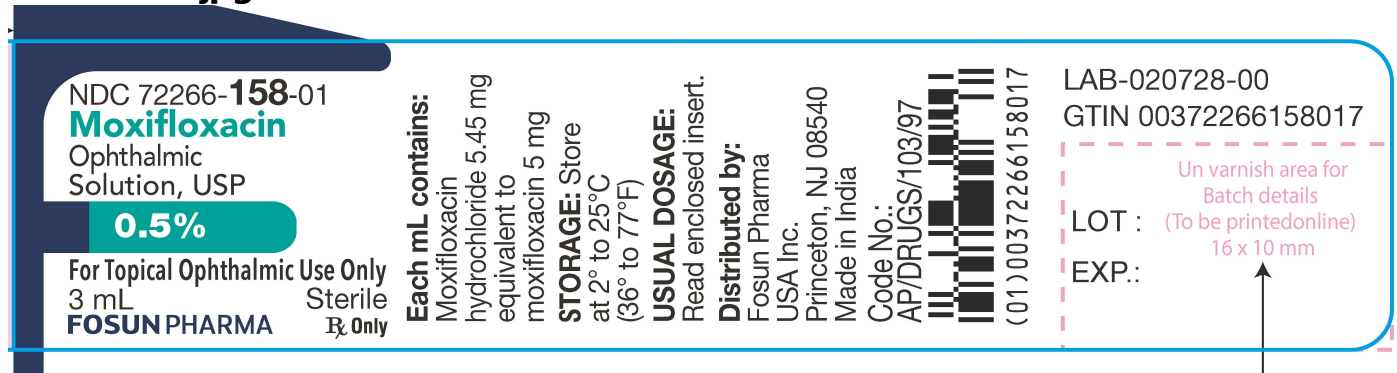 NDC 72266-158-01
Moxifloxacin
Ophthalmic
Solution, USP
0.5%
For Topical Ophthalmic Use Only
3 mL Sterile
FOSUN PHARMA ℞ Only
Each mL contains:
Moxifloxacin
hydrochloride 5.45 mg
equivalent to
moxifloxacin 5 mg
STORAGE: Store
at 2° to 25°C
(36° to 77°F)
USUAL DOSAGE:
Read enclosed insert.
Distributed by:
Fosun Pharma
USA Inc.
Princeton, NJ 08540
Made in India
Code No.:
AP/DRUGS/103/97
(01)00372266158017
LAB-020728-00
GTIN 00372266158017
Un varnish area for
Batch details
(To be printedonline)
16 x 10 mm
LOT :
EXP.: